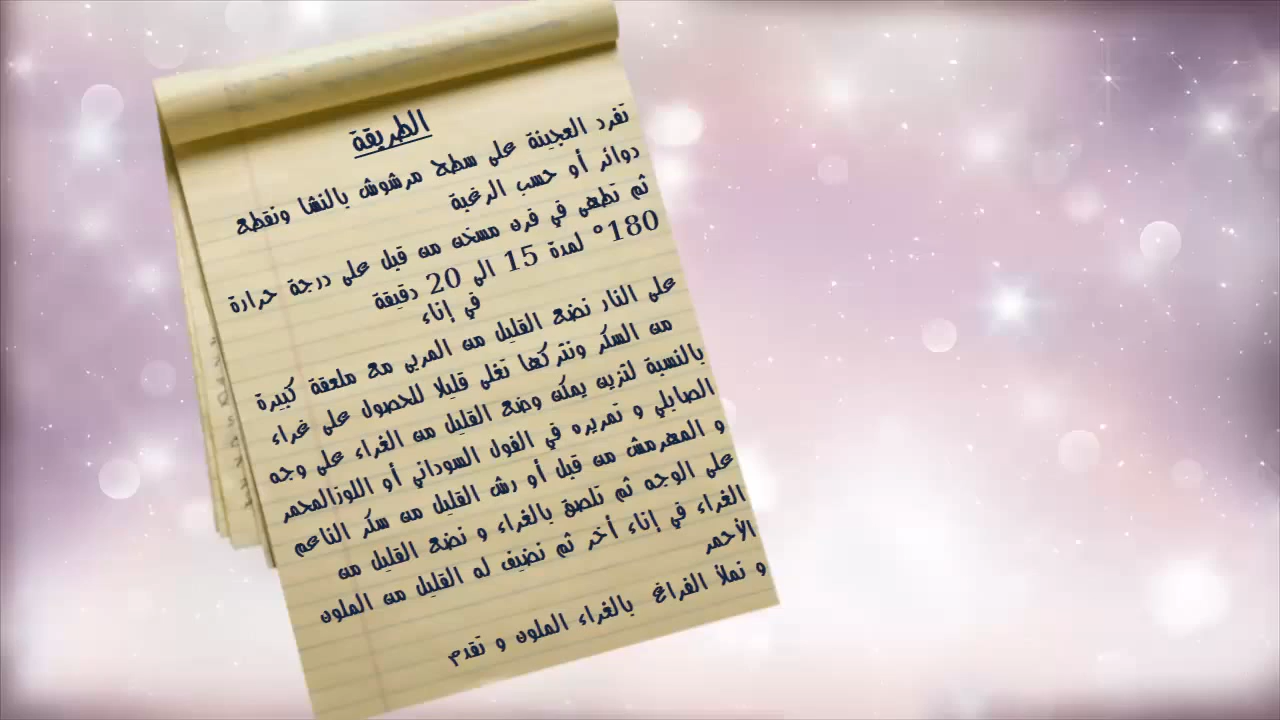 الطريقة
تفرد العجينة على سطح مرشوش بالنشا ونقطع
دوائر أو حسب الرغبة
ثم تطهى في فرن مسخن من قبل على درجة حرارة
180° لمدة 15 الى 20 دقيقة
في إناء
على النار نضع القليل من المربى مع ملعقة كبيرة
من السكر ونتركها تغلى قليلا للحصول على غراء
بالنسبة لتزين يمكن وضع القليل من الغراء على وجه
الصابلي و تمريره في الفول السوداني أو اللوزالمحمر
و المهرمش من قبل أو رش القليل من سكر الناعم
على الوجه ثم تلصق بالغراء و نضع القليل من
الغراء في إناء أخر ثم نضيف له القليل من الملون
الأحمر
و نملأ الفراغ بالغراء الملون و تقدم